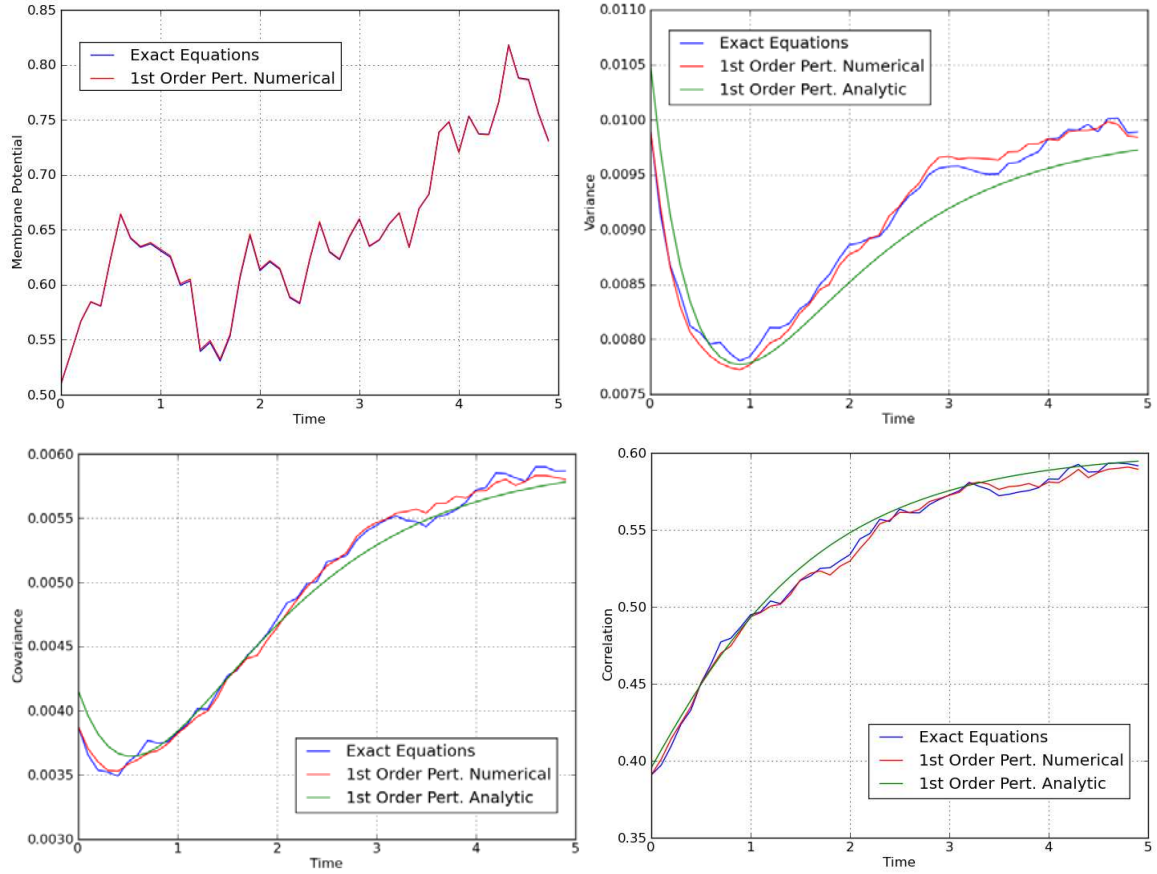 0.85
0.80
0.75
0.70
0.65
0.60
0.55
0.50
Membrane Potential
Exact Equations
1st Order Pert. Numerical
0 1 2 3 4 5
Time
0.0110
0.0105
0.0100
0.0095
0.0090
0.0085
0.0080
0.0075
Variance
Exact Equations
1st Order Pert. Numerical
1st Order Pert. Analytic
0 1 2 3 4 5
Time
0.0060
0.0055
0.0050
0.0045
0.0040
0.0035
0.0030
Covariance
Exact Equations
1st Order Pert. Numerical
1st Order Pert. Analytic
0 1 2 3 4 5
Time
0.60
0.55
0.50
0.45
0.40
0.35
Correlation
Exact Equations
1st Order Pert. Numerical
1st Order Pert. Analytic
0 1 2 3 4 5
Time